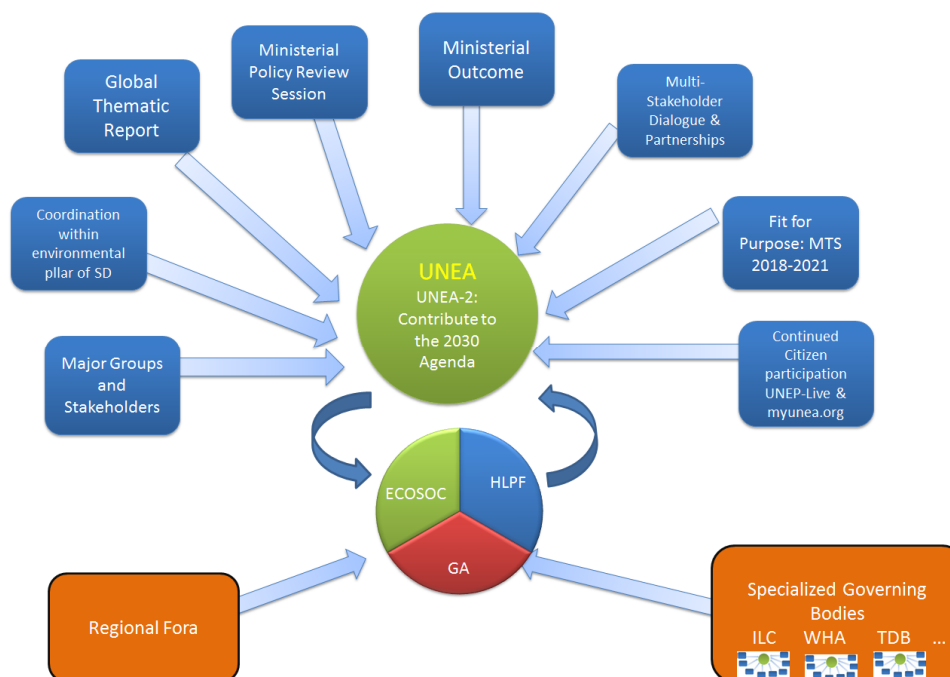 Ministerial
Policy Review
Session
Ministerial
Outcome
Global
Thematic
Report
Multi-
Stakeholder
Dialogue &
Partnerships
Coordination
within
environmental
pllar of SD
Fit for
Purpose: MTS
2018-2021
UNEA
UNEA-2:
Contribute to
the 2030
Agenda
Major Groups
and
Stakeholders
Continued
Citizen
participation
UNEP-Live &
myunea.org
ECOSOC
HLPF
GA
Regional Fora
Specialized Governing
Bodies
ILC WHA TDB ...